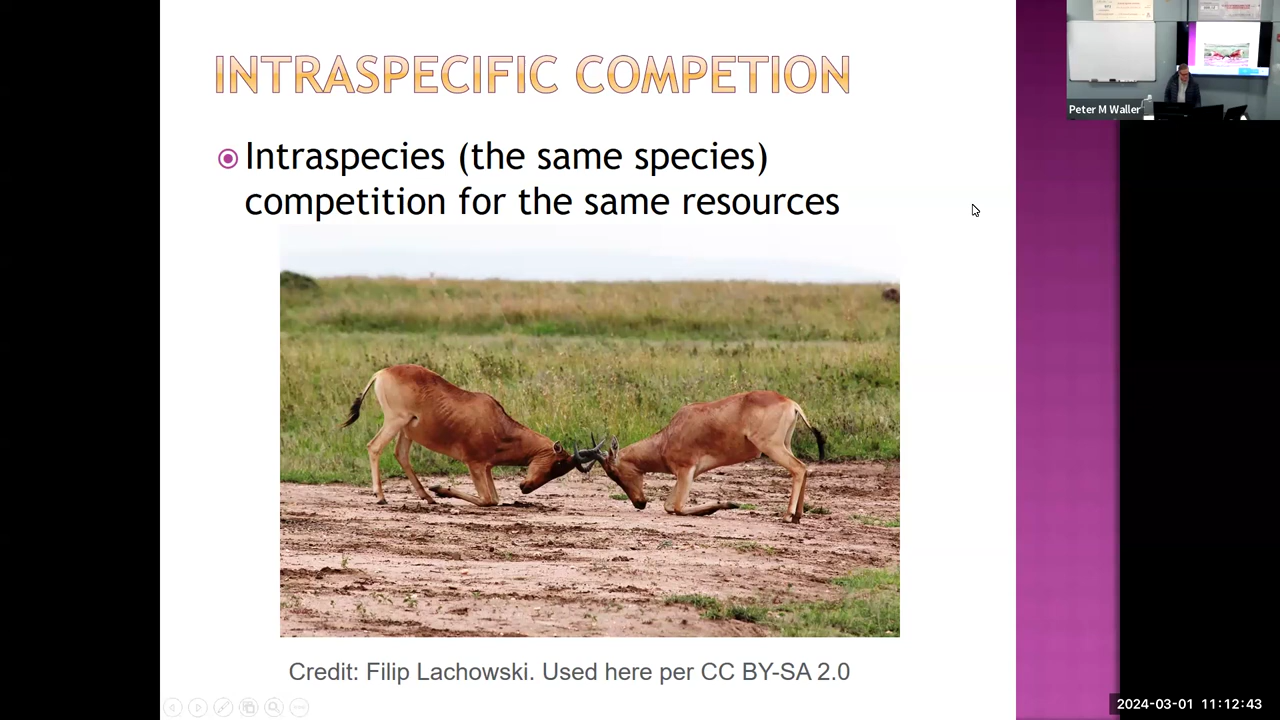 INTRASPECIFIC COMPETION
Intraspecies (the same species)
competition for the same resources
Credit: Filip Lachowski. Used here per CC BY-SA 2.0
Peter M Waller
2024-03-01 11:12:43